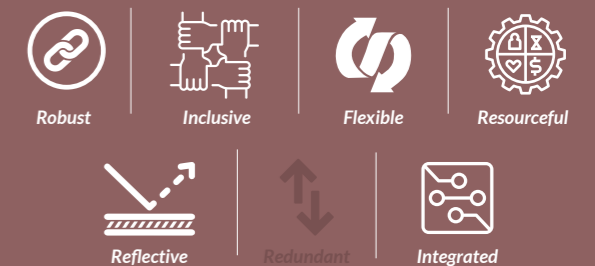 Robust
Inclusive
Flexible
Resourceful
Reflective
Redundant
Integrated